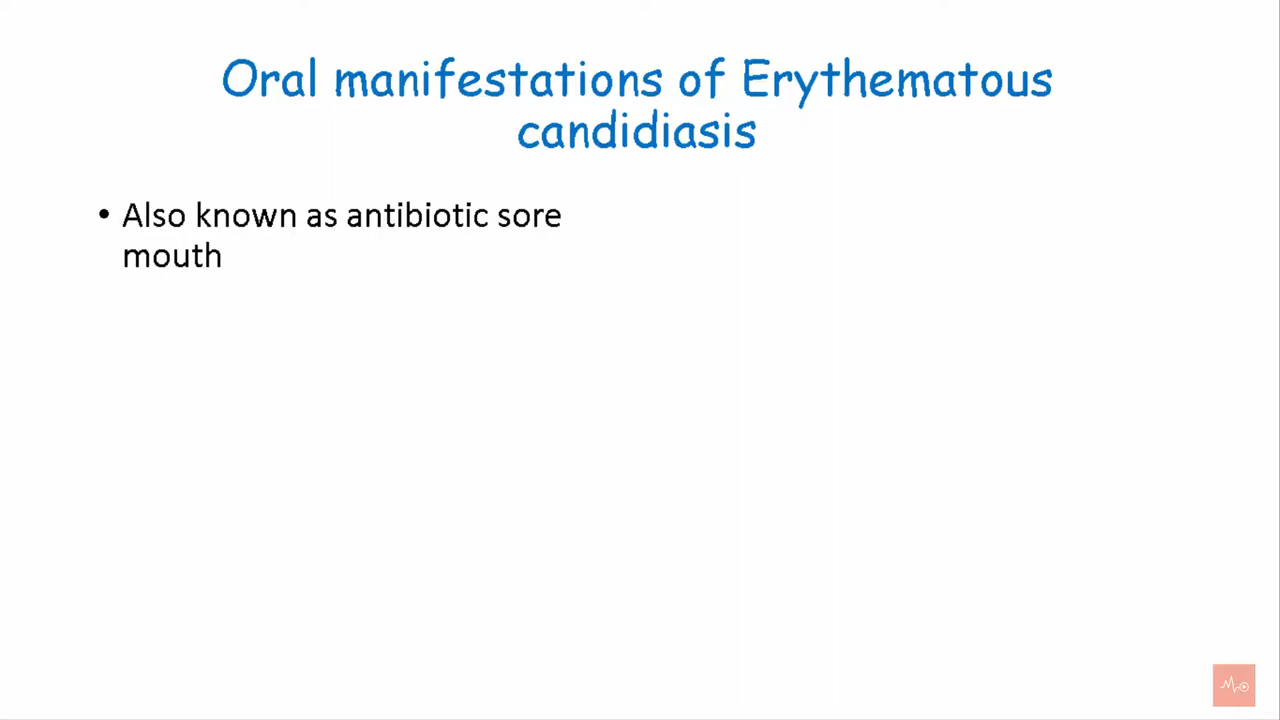 Oral manifestations of Erythematous
candidiasis
• Also known as antibiotic sore
mouth